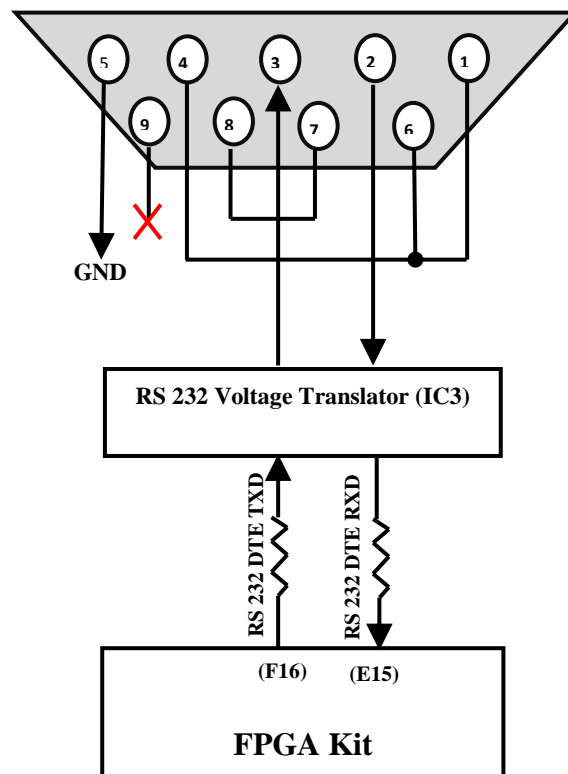 5 4 3 2 1
9 8 7 6
GND
RS 232 Voltage Translator (IC3)
RS 232 DTE TXD
RS 232 DTE RXD
(F16) (E15)
FPGA Kit